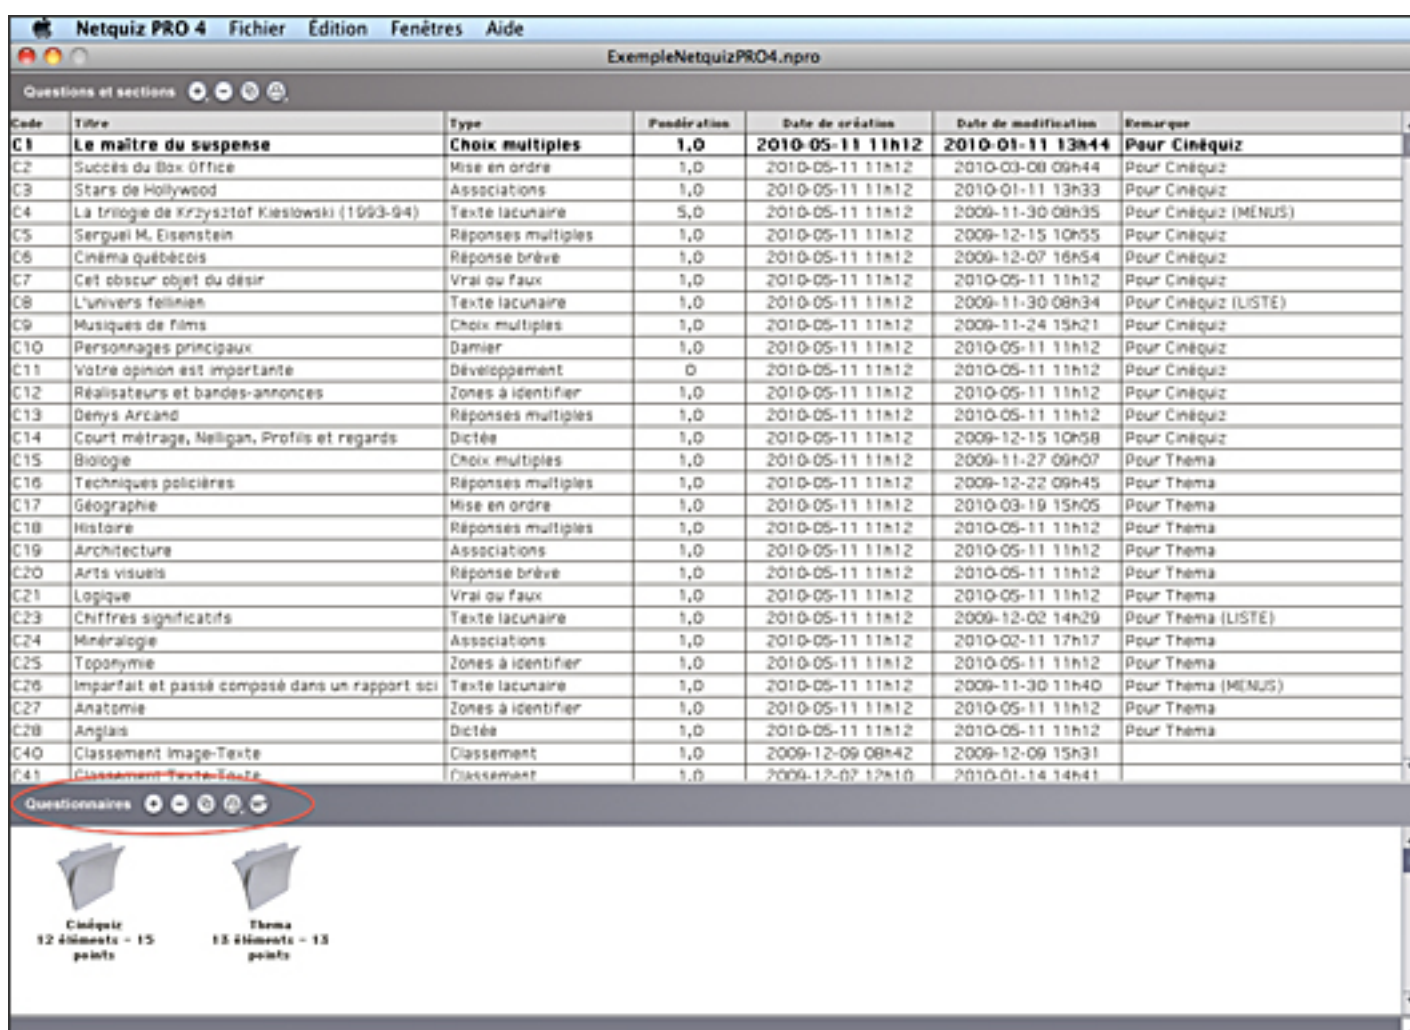 Netquiz PRO 4 Fichier Édition Fenêtres Aide
ExempleNetquizPRO4.npro
Questions et sections
Code Titre Type Pondération Date de création Date de modification Remarque
C1 Le maître du suspense Choix multiples 1,0 2010-05-11 11h12 2010-01-11 13h44 Pour Cinéquiz
C2 Succès du Box Office Mise en ordre 1,0 2010-05-11 11h12 2010-03-08 09h44 Pour Cinéquiz
C3 Stars de Hollywood Associations 1,0 2010-05-11 11h12 2010-01-11 13h33 Pour Cinéquiz
C4 La trilogie de Krzysztof Kieslowski (1993-94) Texte lacunaire 5,0 2010-05-11 11h12 2009-11-30 08h35 Pour Cinéquiz (MENUS)
C5 Serguei M. Eisenstein Réponses multiples 1,0 2010-05-11 11h12 2009-12-15 10h55 Pour Cinéquiz
C6 Cinéma québécois Réponse brève 1,0 2010-05-11 11h12 2009-12-07 16h54 Pour Cinéquiz
C7 Cet obscur objet du désir Vrai ou faux 1,0 2010-05-11 11h12 2010-05-11 11h12 Pour Cinéquiz
C8 L'univers fellinien Texte lacunaire 1,0 2010-05-11 11h12 2009-11-30 08h34 Pour Cinéquiz (LISTE)
C9 Musiques de films Choix multiples 1,0 2010-05-11 11h12 2009-11-24 15h21 Pour Cinéquiz
C10 Personnages principaux Damier 1,0 2010-05-11 11h12 2010-05-11 11h12 Pour Cinéquiz
C11 Votre opinion est importante Développement 0 2010-05-11 11h12 2010-05-11 11h12 Pour Cinéquiz
C12 Réalisateurs et bandes-annonces Zones à identifier 1,0 2010-05-11 11h12 2010-05-11 11h12 Pour Cinéquiz
C13 Denys Arcand Réponses multiples 1,0 2010-05-11 11h12 2010-05-11 11h12 Pour Cinéquiz
C14 Court métrage, Nelligan, Profils et regards Dictée 1,0 2010-05-11 11h12 2009-12-15 10h58 Pour Cinéquiz
C15 Biologie Choix multiples 1,0 2010-05-11 11h12 2009-11-27 09h07 Pour Thema
C16 Techniques policières Réponses multiples 1,0 2010-05-11 11h12 2009-12-22 09h45 Pour Thema
C17 Géographie Mise en ordre 1,0 2010-05-11 11h12 2010-03-19 15h05 Pour Thema
C18 Histoire Réponses multiples 1,0 2010-05-11 11h12 2010-05-11 11h12 Pour Thema
C19 Architecture Associations 1,0 2010-05-11 11h12 2010-05-11 11h12 Pour Thema
C20 Arts visuels Réponse brève 1,0 2010-05-11 11h12 2010-05-11 11h12 Pour Thema
C21 Logique Vrai ou faux 1,0 2010-05-11 11h12 2010-05-11 11h12 Pour Thema
C23 Chiffres significatifs Texte lacunaire 1,0 2010-05-11 11h12 2009-12-02 14h29 Pour Thema (LISTE)
C24 Minéralogie Associations 1,0 2010-05-11 11h12 2010-02-11 17h17 Pour Thema
C25 Toponymie Zones à identifier 1,0 2010-05-11 11h12 2010-05-11 11h12 Pour Thema
C26 Imparfait et passé composé dans un rapport sci Texte lacunaire 1,0 2010-05-11 11h12 2009-11-30 11h40 Pour Thema (MENUS)
C27 Anatomie Zones à identifier 1,0 2010-05-11 11h12 2010-05-11 11h12 Pour Thema
C28 Anglais Dictée 1,0 2010-05-11 11h12 2010-05-11 11h12 Pour Thema
C40 Classement Image-Texte Classement 1,0 2009-12-09 08h42 2009-12-09 15h31
C41 Classement Texte-Texte Classement 1,0 2009-12-07 12h10 2010-01-14 14h41
Questionnaires
Cinéquiz Thema
12 éléments - 15 13 éléments - 13
points points